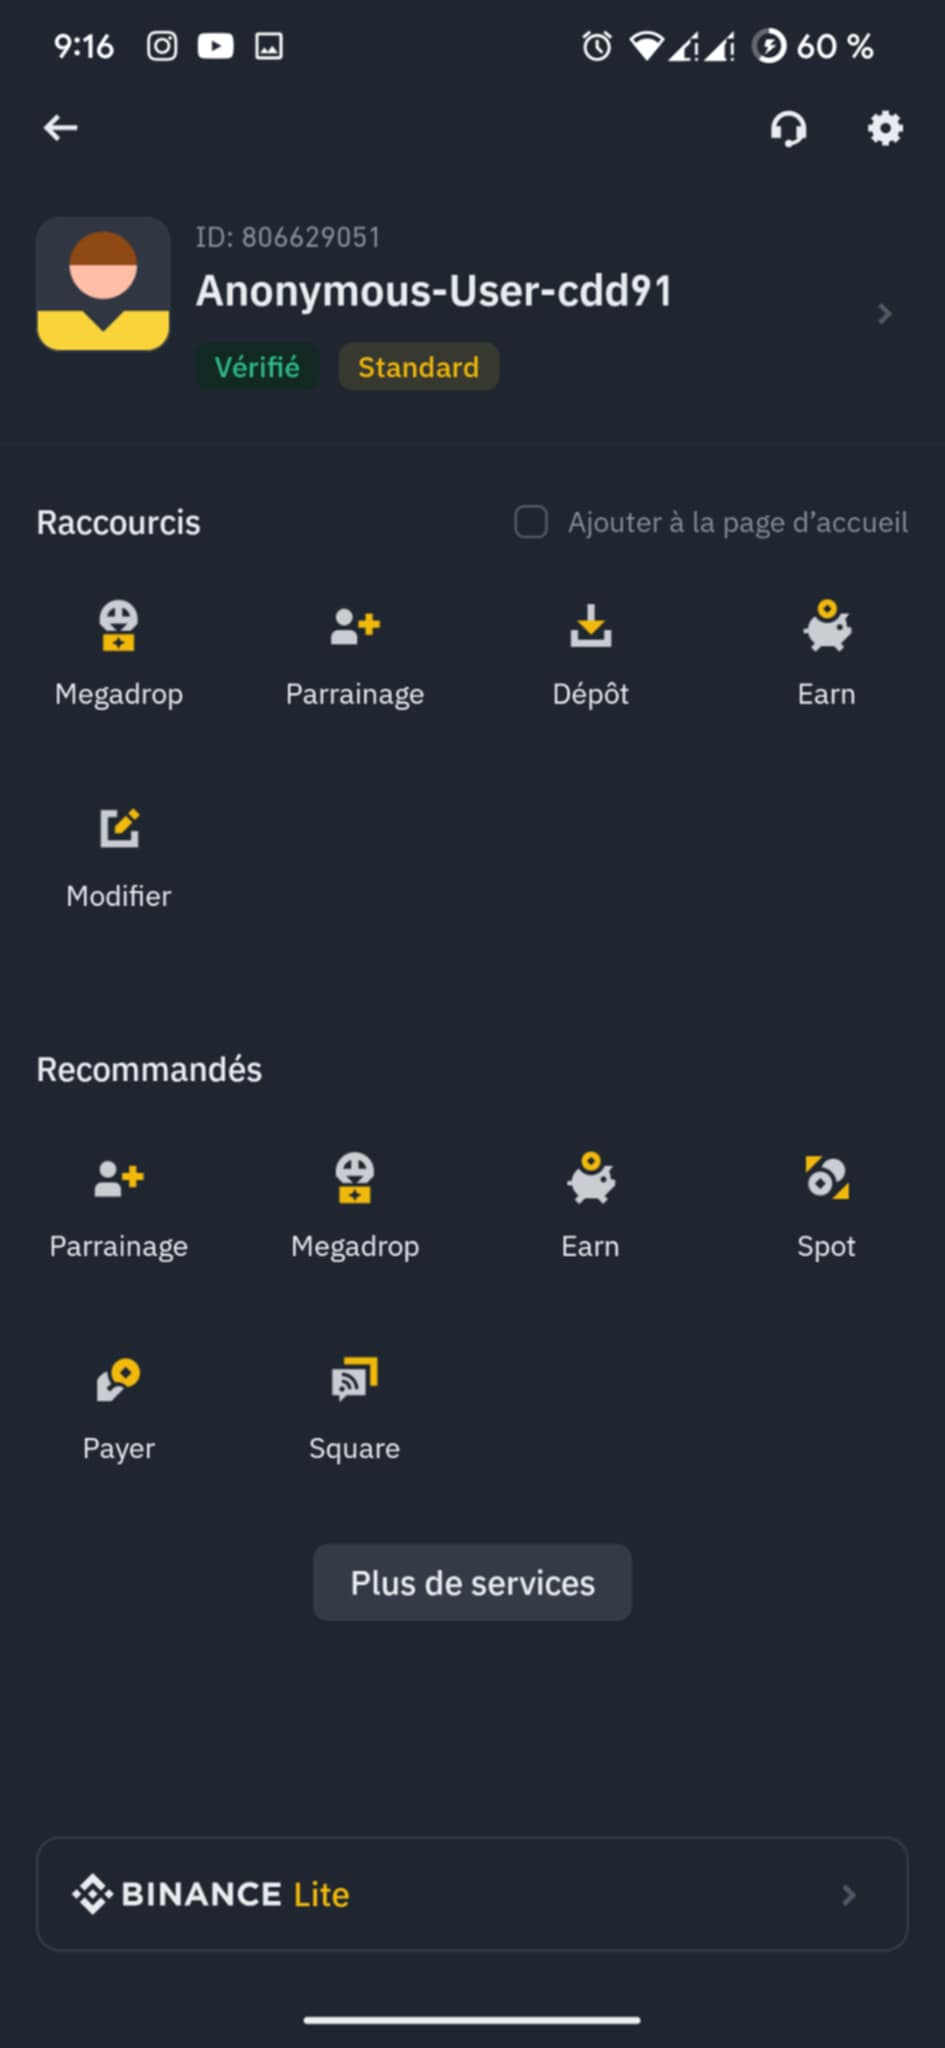 9:16 60 %
ID: 806629051
Anonymous-User-cdd91
Vérifié Standard
Raccourcis Ajouter à la page d’accueil
Megadrop Parrainage Dépôt Earn
Modifier
Recommandés
Parrainage Megadrop Earn Spot
Payer Square
Plus de services
BINANCE Lite